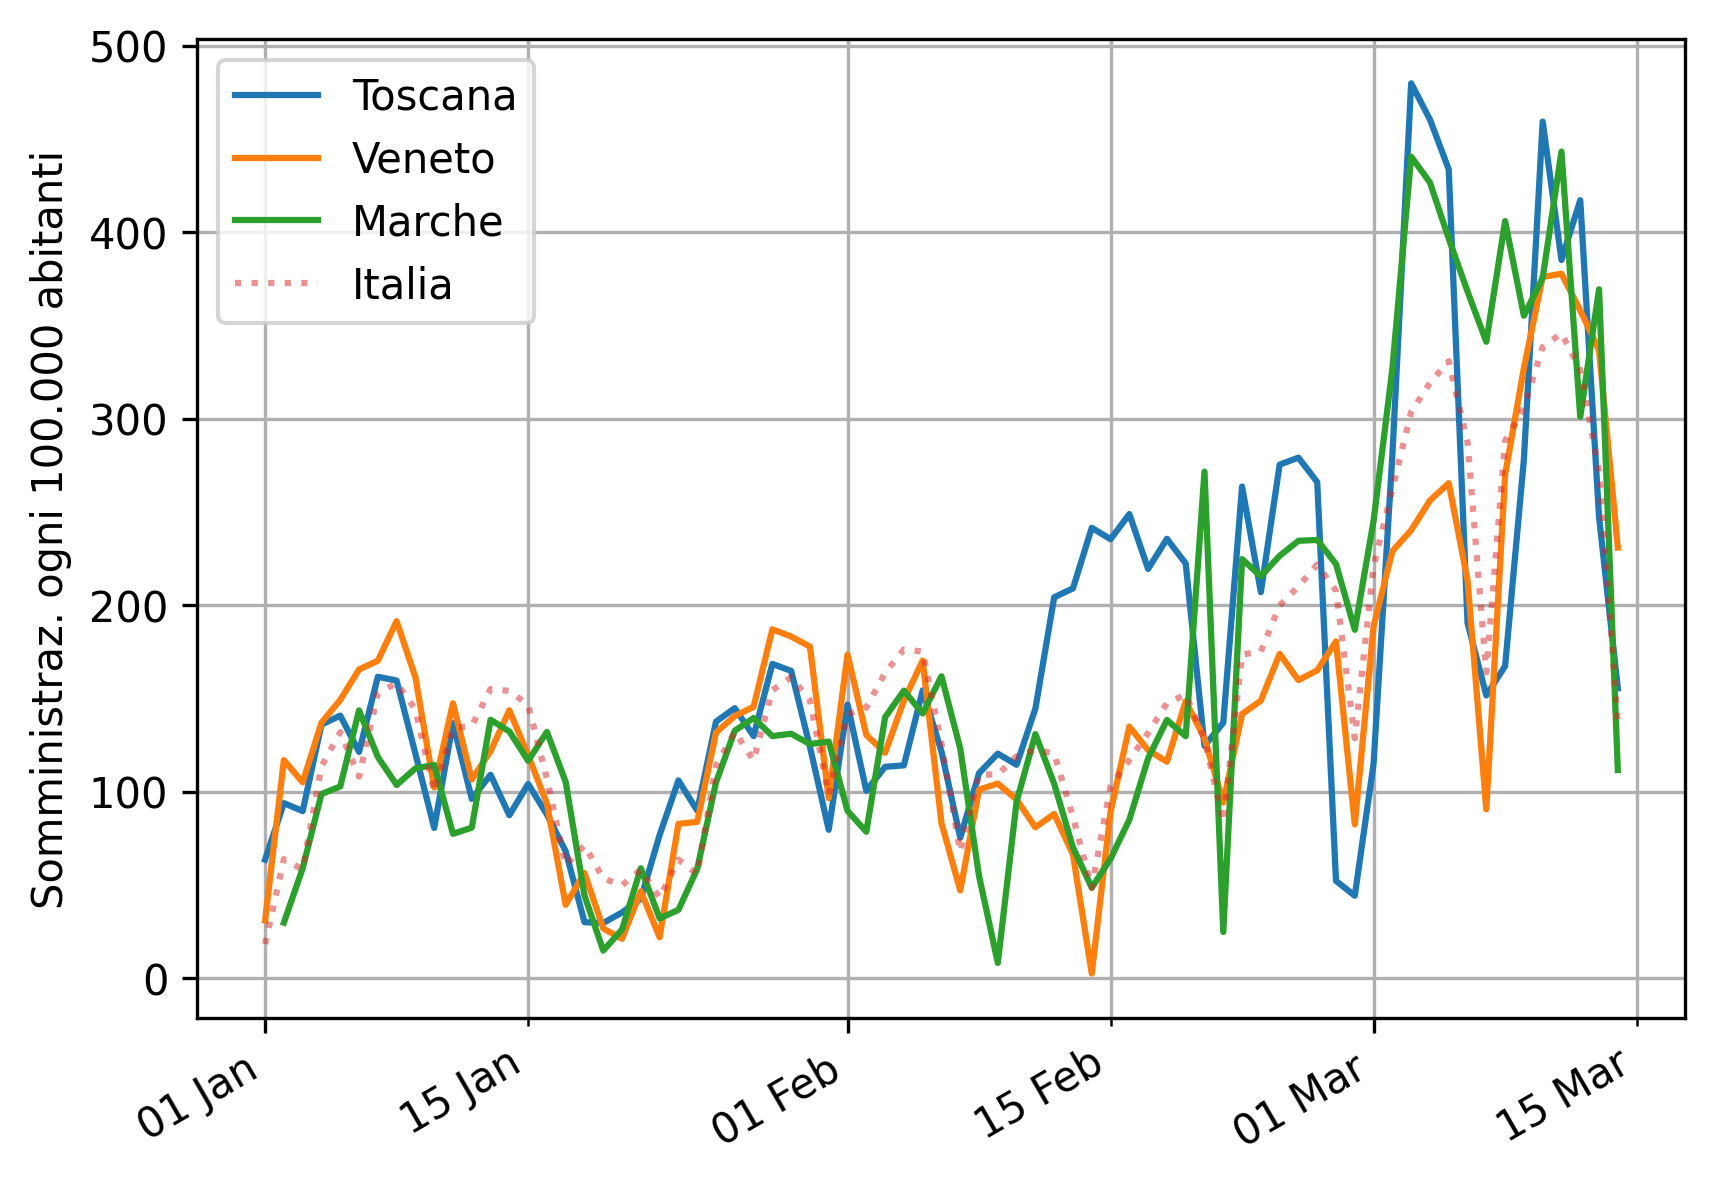 Somministraz. ogni 100.000 abitanti
500
400
300
200
100
0
Toscana
Veneto
Marche
Italia
01 Jan
15 Jan
01 Feb
15 Feb
01 Mar
15 Mar